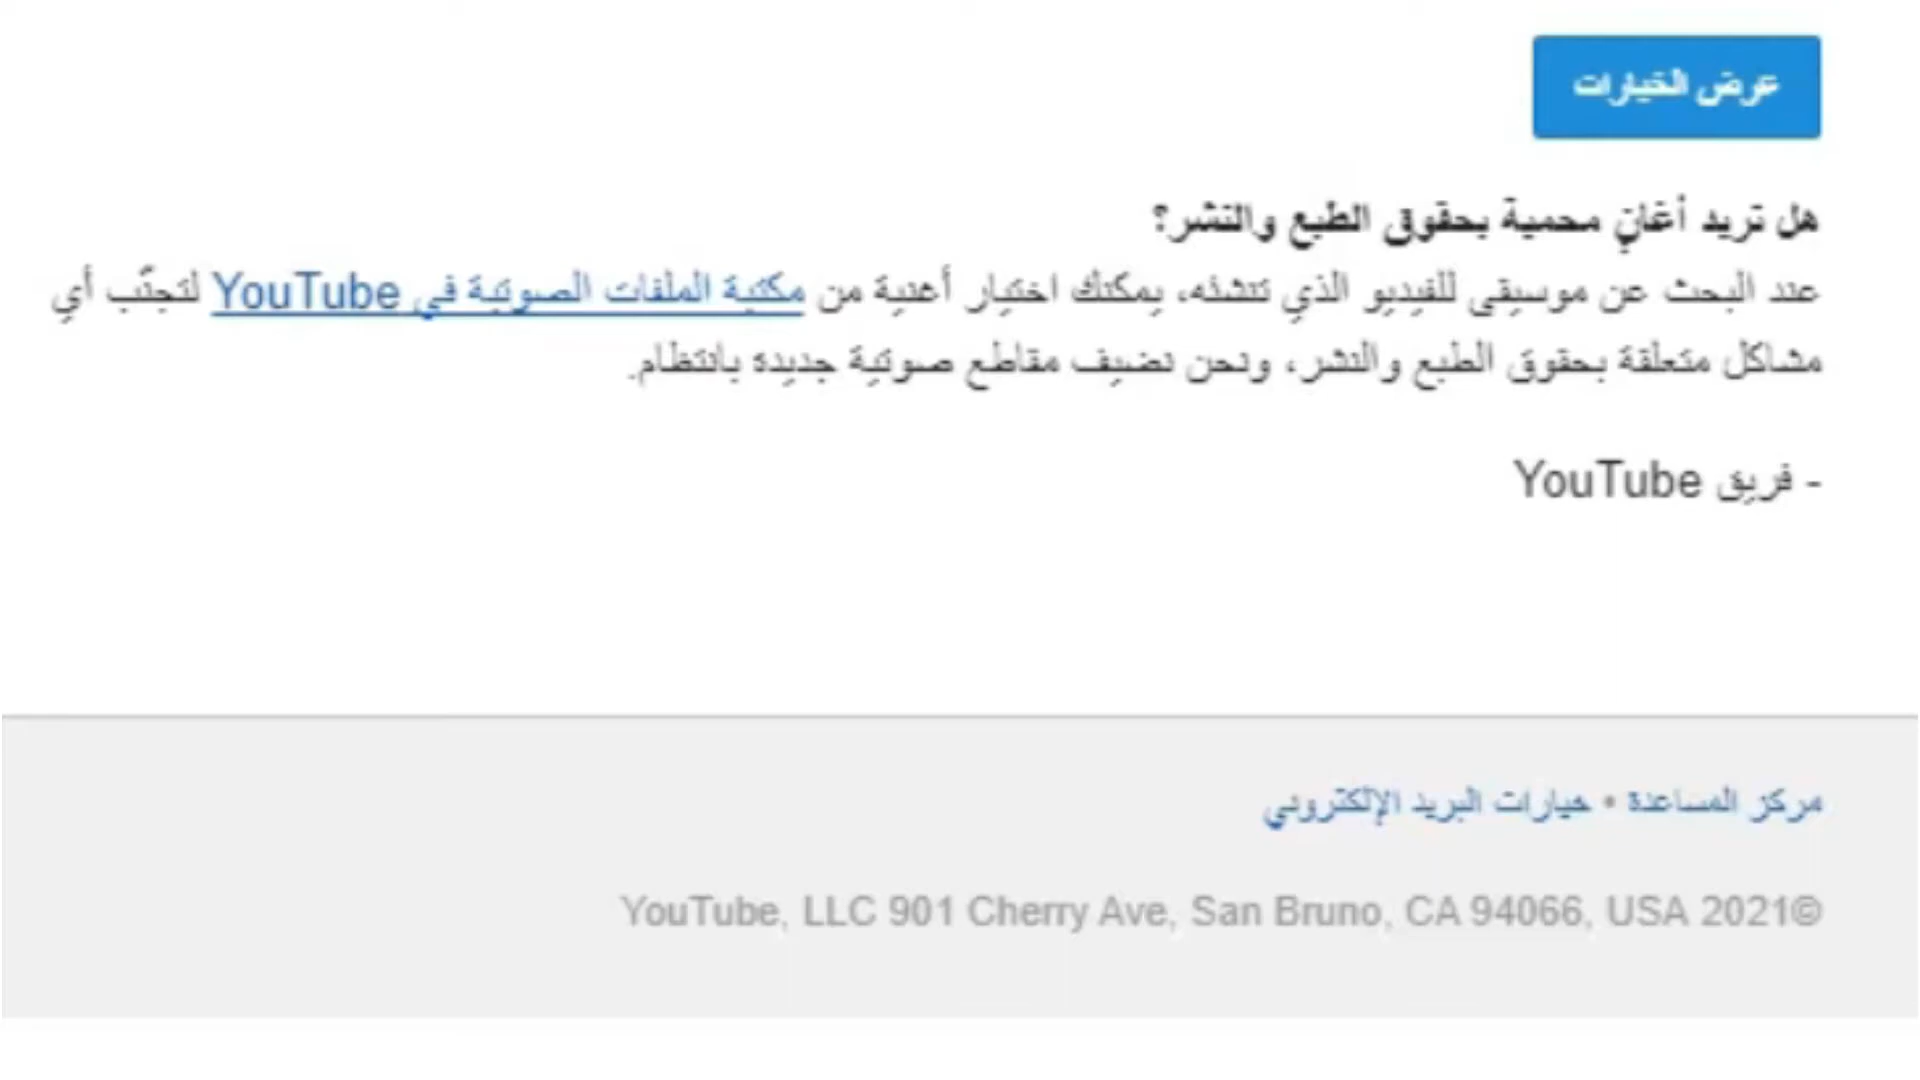 عرض الخيارات
هل تريد أغانٍ محمية بحقوق الطبع والنشر؟
عند البحث عن موسيقى للفيديو الذي تنشئه، يمكنك اختيار أغنية من مكتبة الملفات الصوتية في YouTube لتجنّب أي
مشاكل متعلقة بحقوق الطبع والنشر، ونحن نضيف مقاطع صوتية جديدة بانتظام.
- فريق YouTube
مركز المساعدة • خيارات البريد الإلكتروني
YouTube, LLC 901 Cherry Ave, San Bruno, CA 94066, USA 2021©